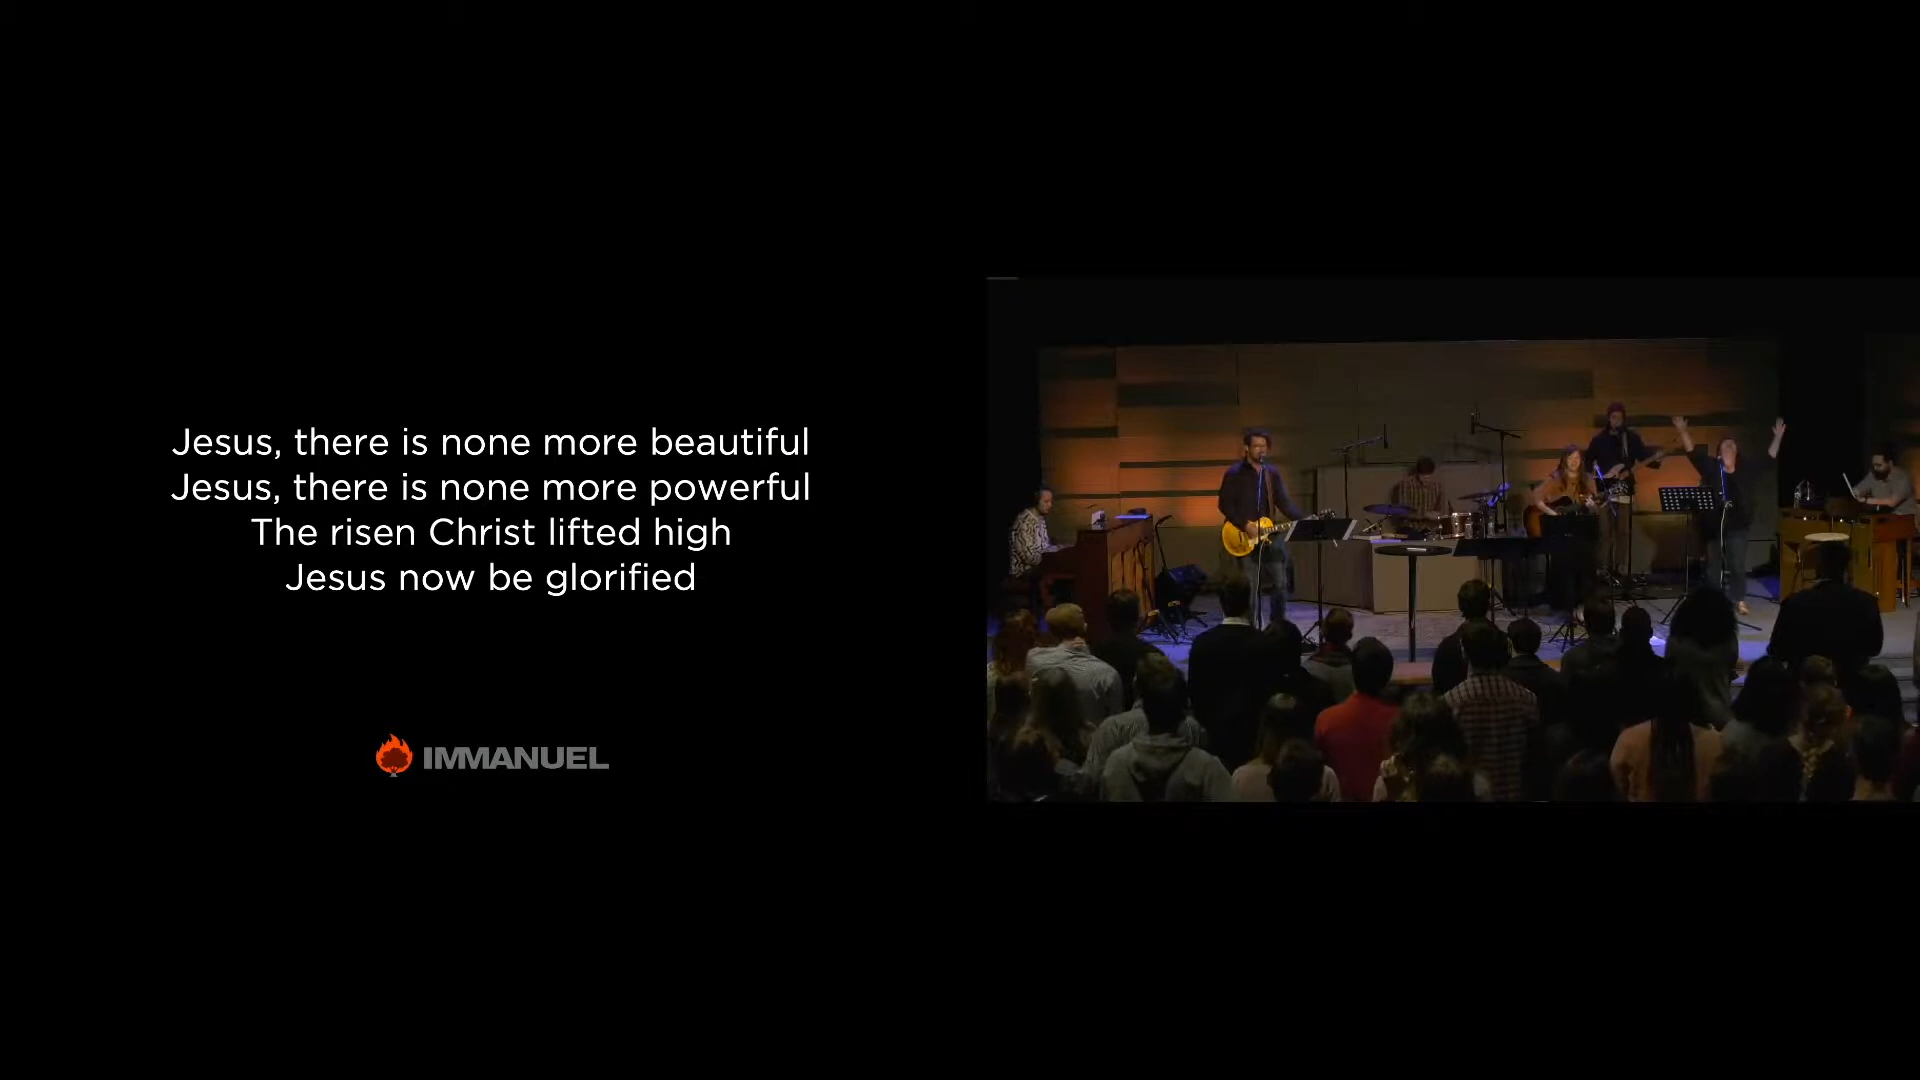 Jesus, there is none more beautiful
Jesus, there is none more powerful
The risen Christ lifted high
Jesus now be glorified
IMMANUEL